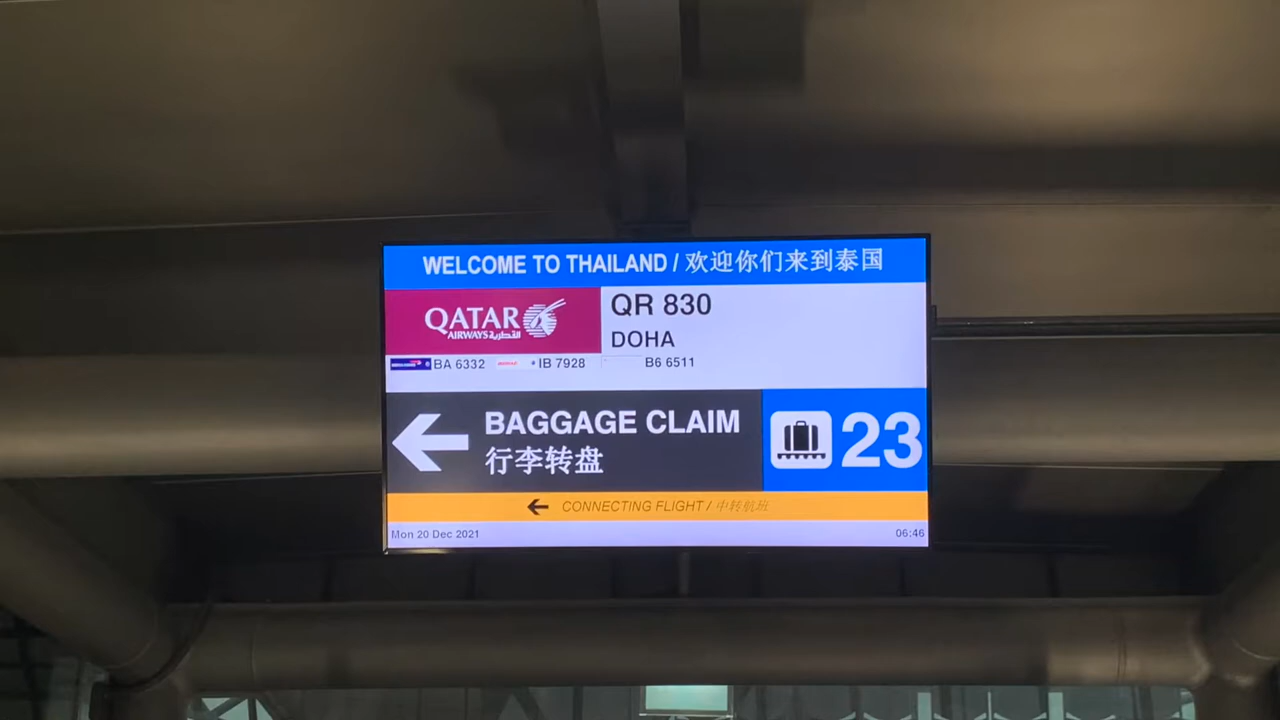 WELCOME TO THAILAND / 欢迎你们来到泰国
QATAR
AIRWAYS القطرية
QR 830
DOHA
BA 6332 IB 7928 B6 6511
BAGGAGE CLAIM
行李转盘
23
CONNECTING FLIGHT / 中转航班
Mon 20 Dec 2021 06:46